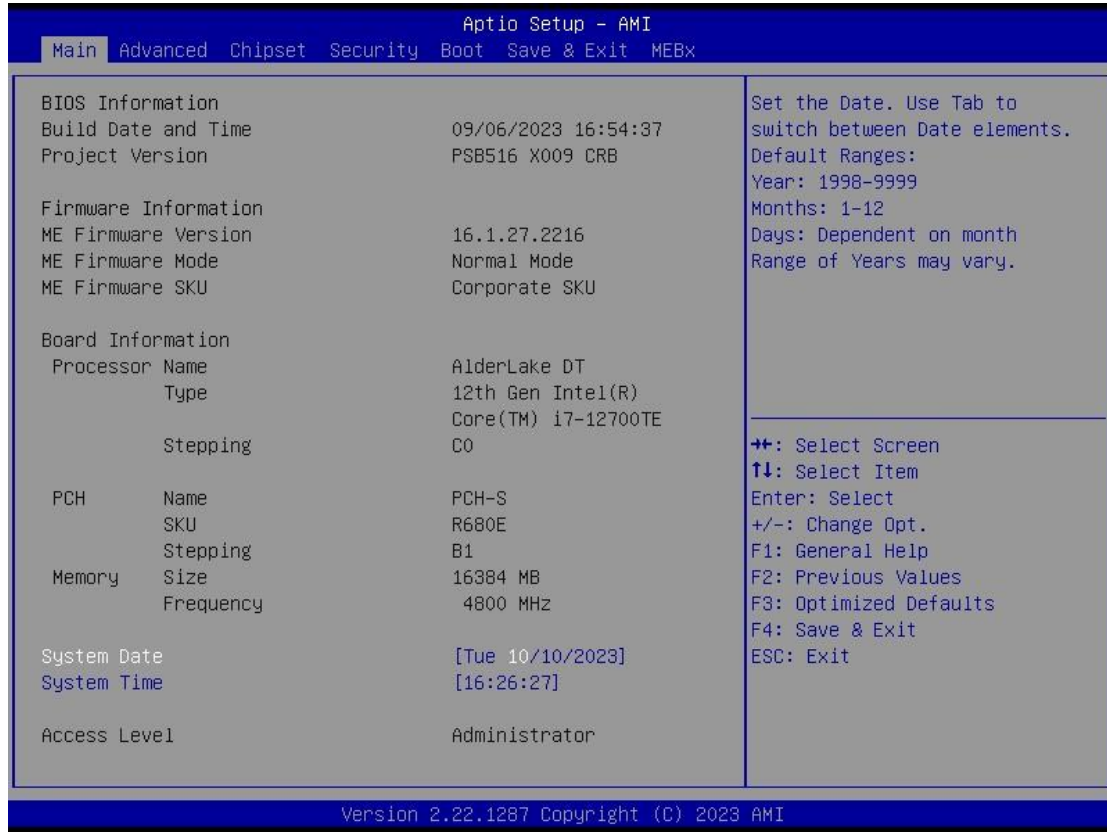 Aptio Setup - AMI
Main Advanced Chipset Security Boot Save & Exit MEBx
BIOS Information
Build Date and Time 09/06/2023 16:54:37
Project Version PSB516 X009 CRB
Firmware Information
ME Firmware Version 16.1.27.2216
ME Firmware Mode Normal Mode
ME Firmware SKU Corporate SKU
Board Information
Processor Name AlderLake DT
Type 12th Gen Intel(R)
Core(TM) i7-12700TE
Stepping C0
PCH Name PCH-S
SKU R680E
Stepping B1
Memory Size 16384 MB
Frequency 4800 MHz
System Date [Tue 10/10/2023]
System Time [16:26:27]
Access Level Administrator
Set the Date. Use Tab to
switch between Date elements.
Default Ranges:
Year: 1998-9999
Months: 1-12
Days: Dependent on month
Range of Years may vary.
→←: Select Screen
↑↓: Select Item
Enter: Select
+/-: Change Opt.
F1: General Help
F2: Previous Values
F3: Optimized Defaults
F4: Save & Exit
ESC: Exit
Version 2.22.1287 Copyright (C) 2023 AMI